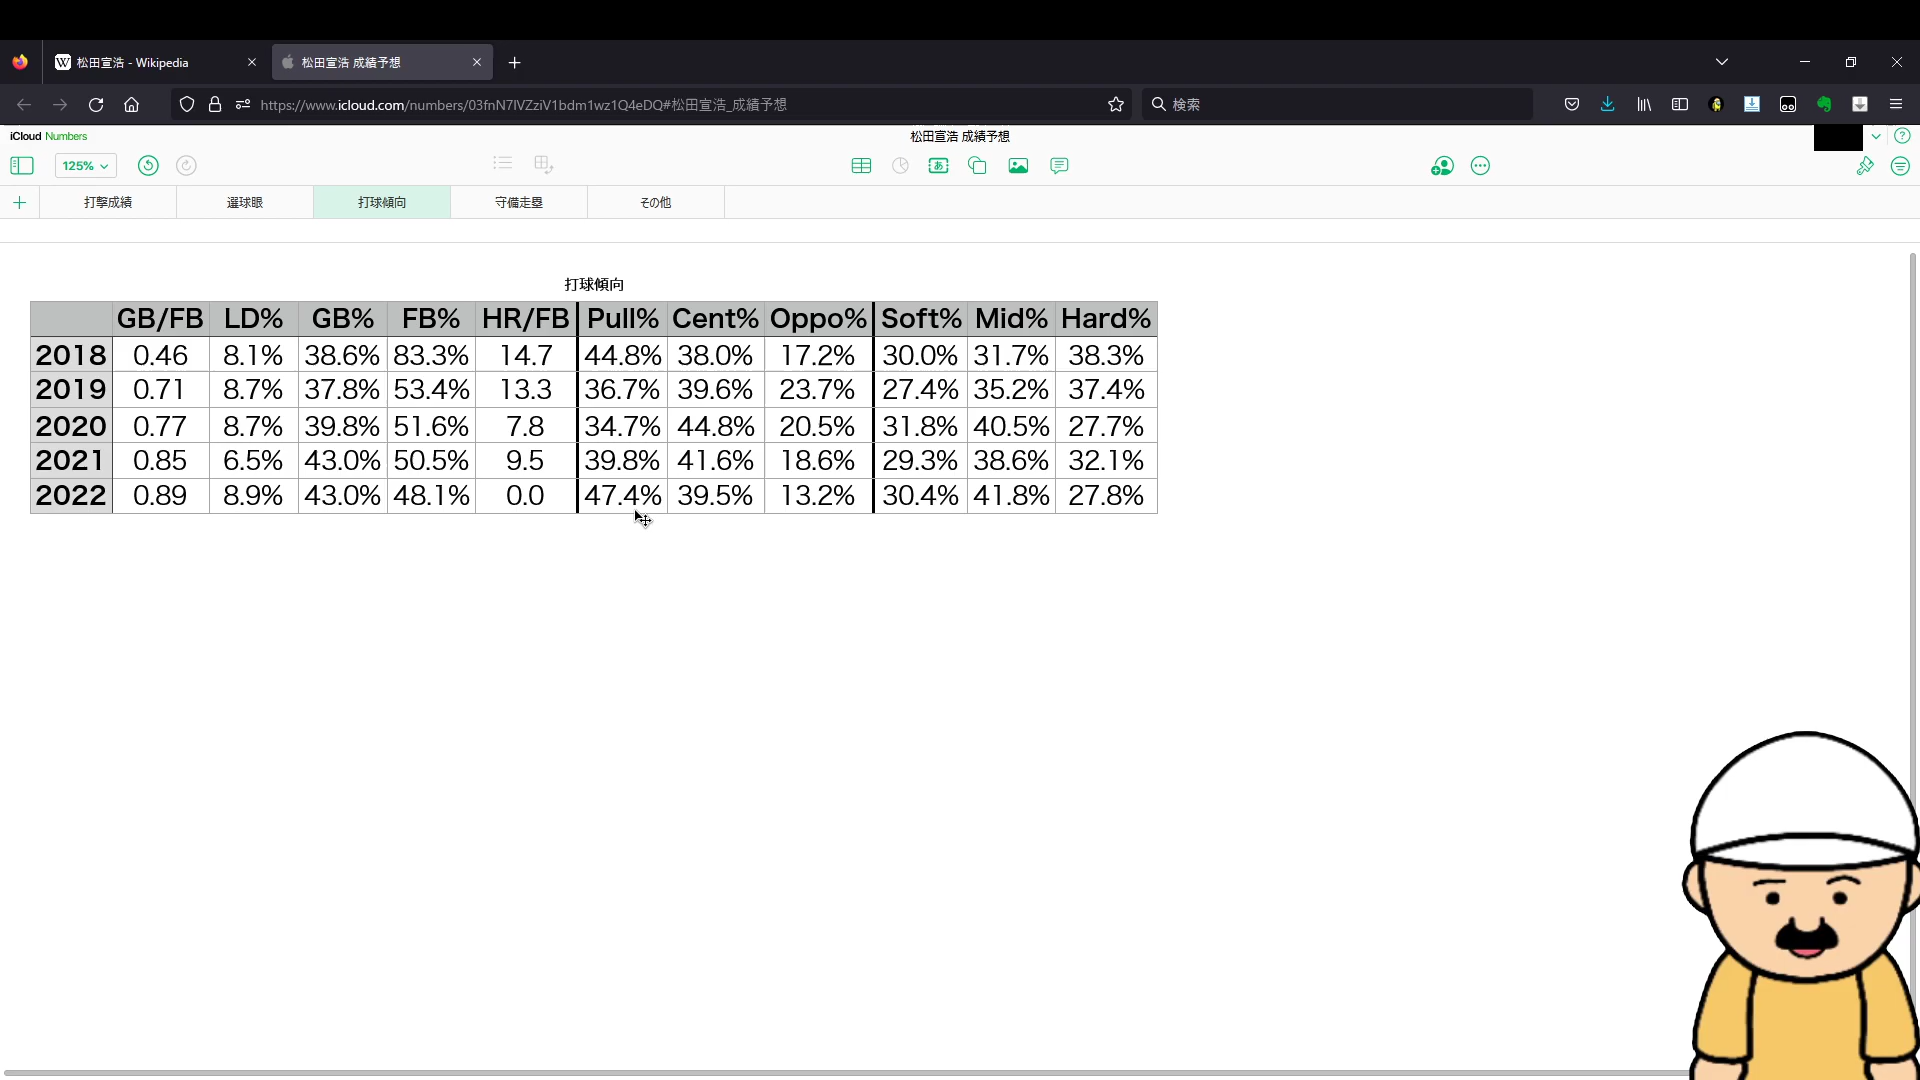 松田宣浩 - Wikipedia
松田宣浩 成績予想
https://www.icloud.com/numbers/03fnN7IVZziV1bdm1wz1Q4eDQ#松田宣浩_成績予想
検索
iCloud Numbers
松田宣浩 成績予想
125%
あ
打撃成績 選球眼 打球傾向 守備走塁 その他
打球傾向
GB/FB LD% GB% FB% HR/FB Pull% Cent% Oppo% Soft% Mid% Hard%
2018 0.46 8.1% 38.6% 83.3% 14.7 44.8% 38.0% 17.2% 30.0% 31.7% 38.3%
2019 0.71 8.7% 37.8% 53.4% 13.3 36.7% 39.6% 23.7% 27.4% 35.2% 37.4%
2020 0.77 8.7% 39.8% 51.6% 7.8 34.7% 44.8% 20.5% 31.8% 40.5% 27.7%
2021 0.85 6.5% 43.0% 50.5% 9.5 39.8% 41.6% 18.6% 29.3% 38.6% 32.1%
2022 0.89 8.9% 43.0% 48.1% 0.0 47.4% 39.5% 13.2% 30.4% 41.8% 27.8%